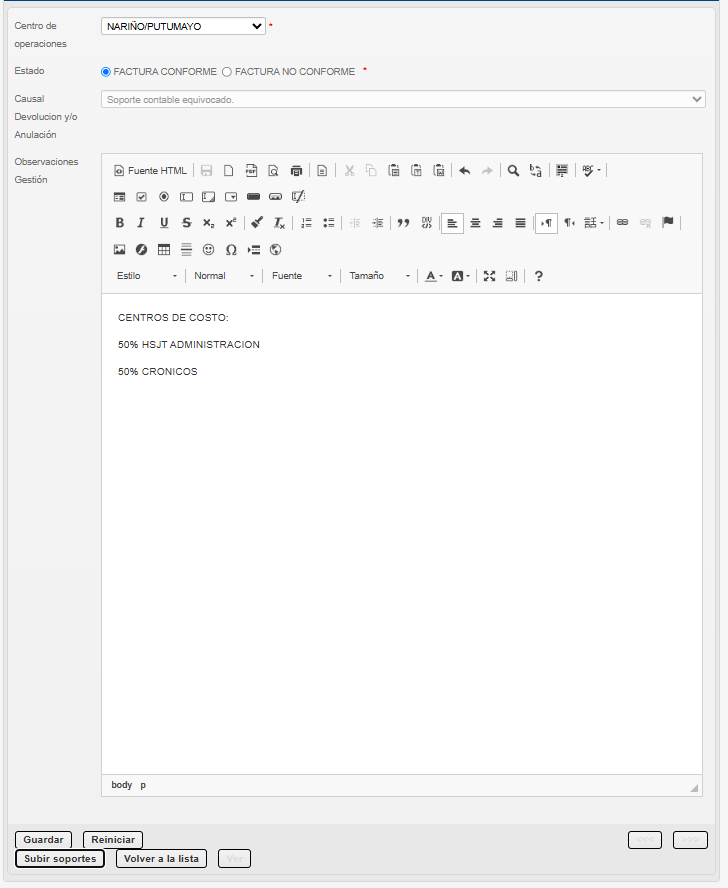 Centro de
operaciones
NARIÑO/PUTUMAYO *
Estado
FACTURA CONFORME FACTURA NO CONFORME *
Causal
Devolucion y/o
Anulación
Soporte contable equivocado.
Observaciones
Gestión
Fuente HTML
Estilo Normal Fuente Tamaño
CENTROS DE COSTO:
50% HSJT ADMINISTRACION
50% CRONICOS
body p
Guardar Reiniciar <<< >>>
Subir soportes Volver a la lista Ver